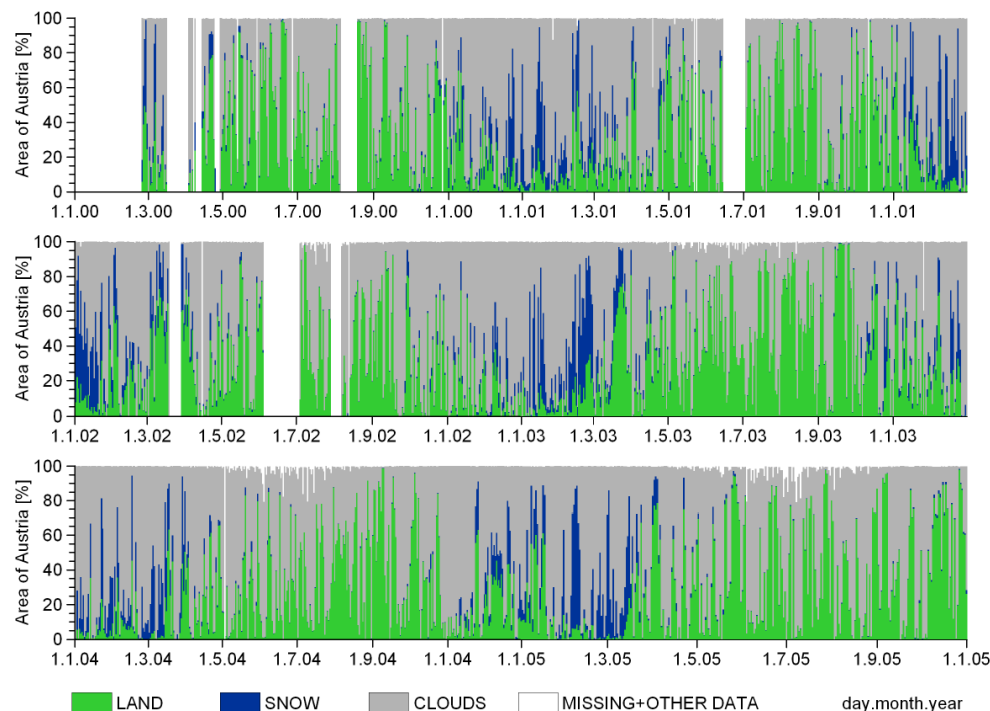 Area of Austria [%]
100
80
60
40
20
0
1.1.00 1.3.00 1.5.00 1.7.00 1.9.00 1.1.00 1.1.01 1.3.01 1.5.01 1.7.01 1.9.01 1.1.01
Area of Austria [%]
100
80
60
40
20
0
1.1.02 1.3.02 1.5.02 1.7.02 1.9.02 1.1.02 1.1.03 1.3.03 1.5.03 1.7.03 1.9.03 1.1.03
Area of Austria [%]
100
80
60
40
20
0
1.1.04 1.3.04 1.5.04 1.7.04 1.9.04 1.1.04 1.1.05 1.3.05 1.5.05 1.7.05 1.9.05 1.1.05
LAND SNOW CLOUDS MISSING+OTHER DATA day.month.year